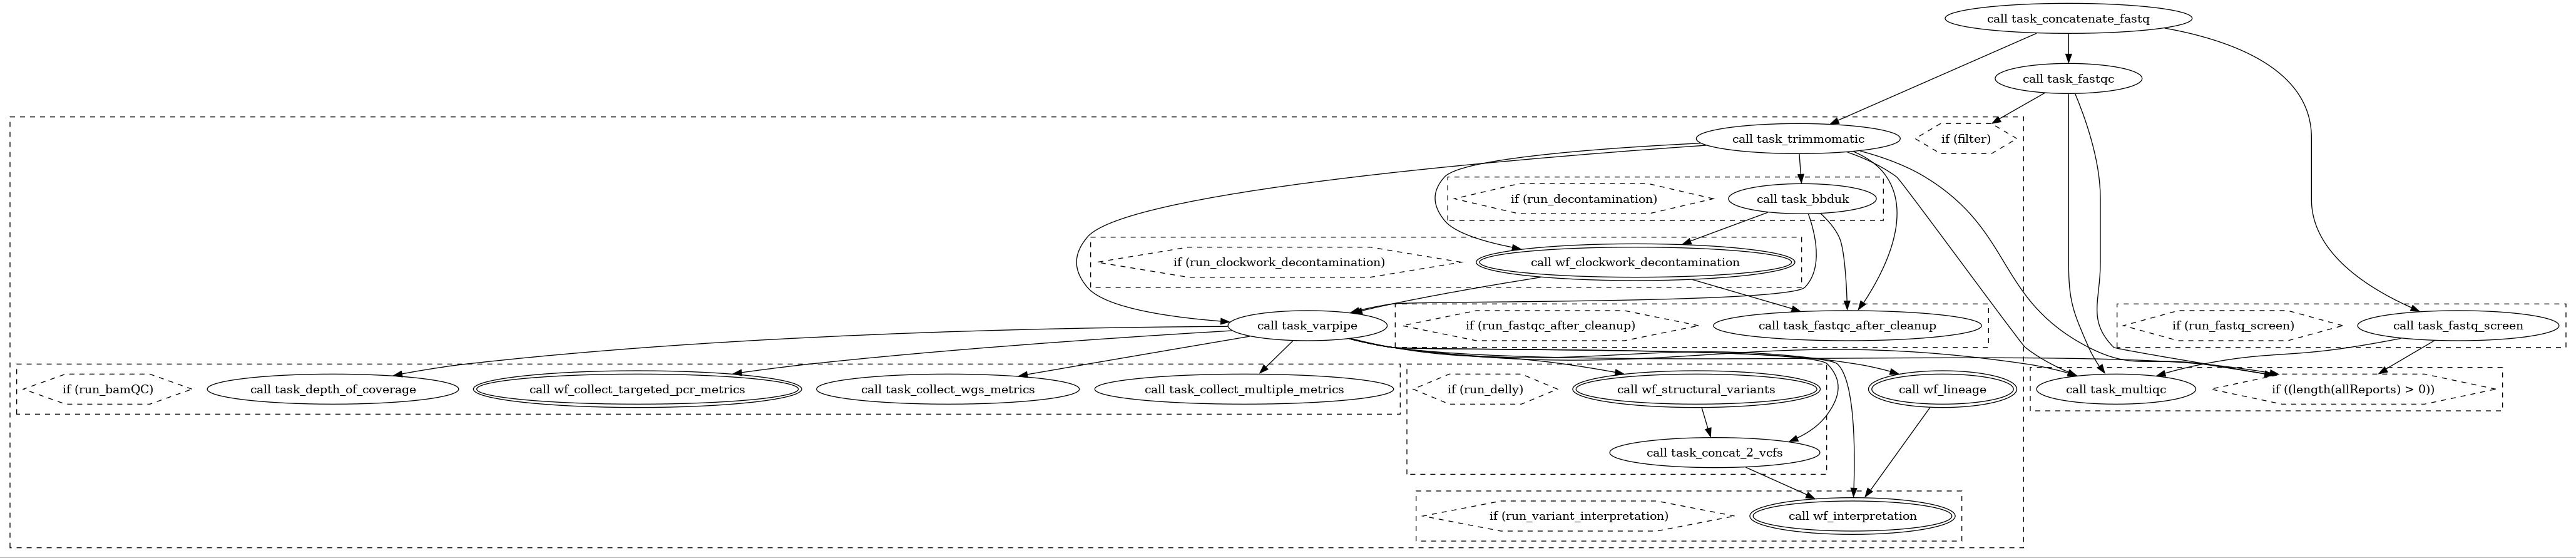 call task_concatenate_fastq
call task_fastqc
call task_trimmomatic
if (filter)
if (run_decontamination)
call task_bbduk
if (run_clockwork_decontamination)
call wf_clockwork_decontamination
call task_varpipe
if (run_fastqc_after_cleanup)
call task_fastqc_after_cleanup
if (run_fastq_screen)
call task_fastq_screen
if (run_bamQC)
call task_depth_of_coverage
call wf_collect_targeted_pcr_metrics
call task_collect_wgs_metrics
call task_collect_multiple_metrics
if (run_delly)
call wf_structural_variants
call wf_lineage
call task_multiqc
if ((length(allReports) > 0))
call task_concat_2_vcfs
if (run_variant_interpretation)
call wf_interpretation